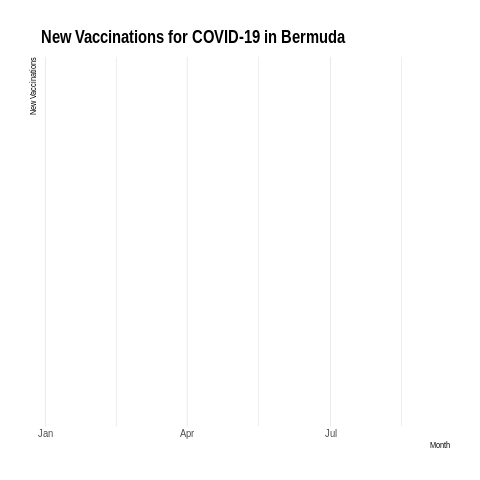 New Vaccinations for COVID-19 in Bermuda
New Vaccinations
Jan
Apr
Jul
Month